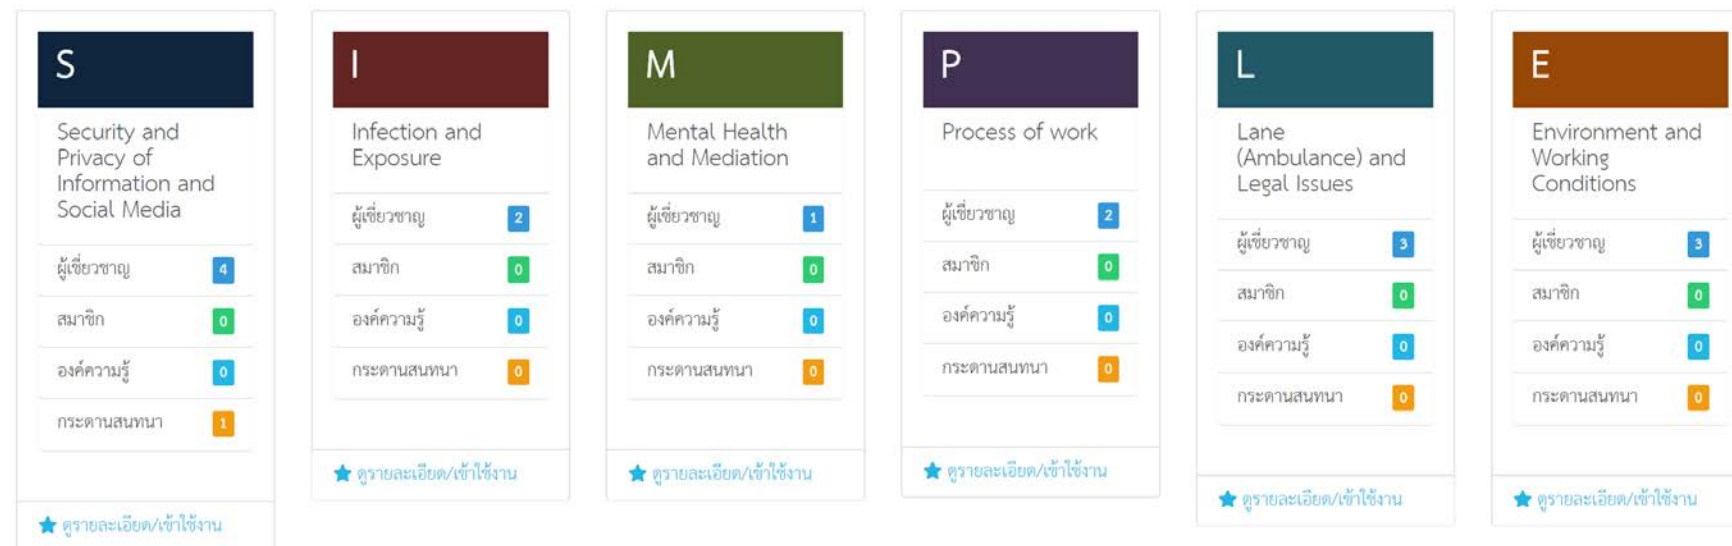 S
Security and
Privacy of
Information and
Social Media
ผู้เชี่ยวชาญ 4
สมาชิก 0
องค์ความรู้ 0
กระดานสนทนา 1
ดูรายละเอียด/เข้าใช้งาน
I
Infection and
Exposure
ผู้เชี่ยวชาญ 2
สมาชิก 0
องค์ความรู้ 0
กระดานสนทนา 0
ดูรายละเอียด/เข้าใช้งาน
M
Mental Health
and Mediation
ผู้เชี่ยวชาญ 1
สมาชิก 0
องค์ความรู้ 0
กระดานสนทนา 0
ดูรายละเอียด/เข้าใช้งาน
P
Process of work
ผู้เชี่ยวชาญ 2
สมาชิก 0
องค์ความรู้ 0
กระดานสนทนา 0
ดูรายละเอียด/เข้าใช้งาน
L
Lane
(Ambulance) and
Legal Issues
ผู้เชี่ยวชาญ 3
สมาชิก 0
องค์ความรู้ 0
กระดานสนทนา 0
ดูรายละเอียด/เข้าใช้งาน
E
Environment and
Working
Conditions
ผู้เชี่ยวชาญ 3
สมาชิก 0
องค์ความรู้ 0
กระดานสนทนา 0
ดูรายละเอียด/เข้าใช้งาน